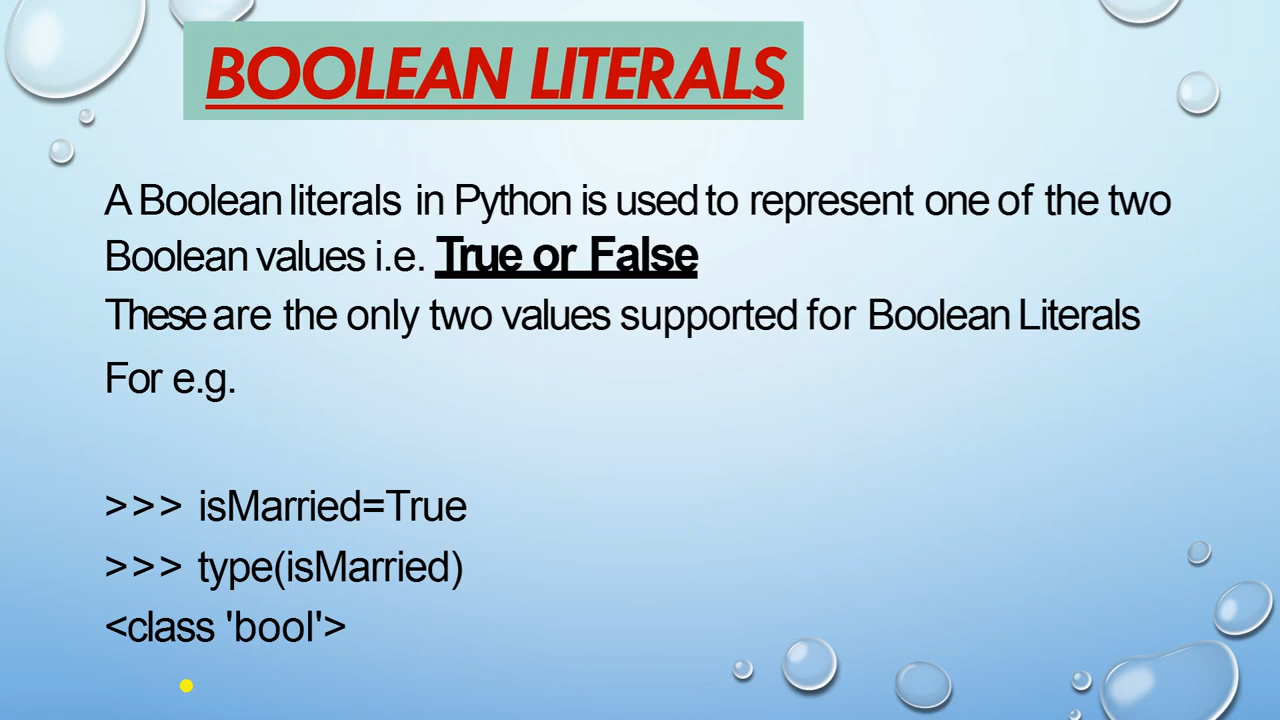 BOOLEAN LITERALS
A Boolean literals in Python is used to represent one of the two
Boolean values i.e. True or False
These are the only two values supported for Boolean Literals
For e.g.
>>> isMarried=True
>>> type(isMarried)
<class 'bool'>